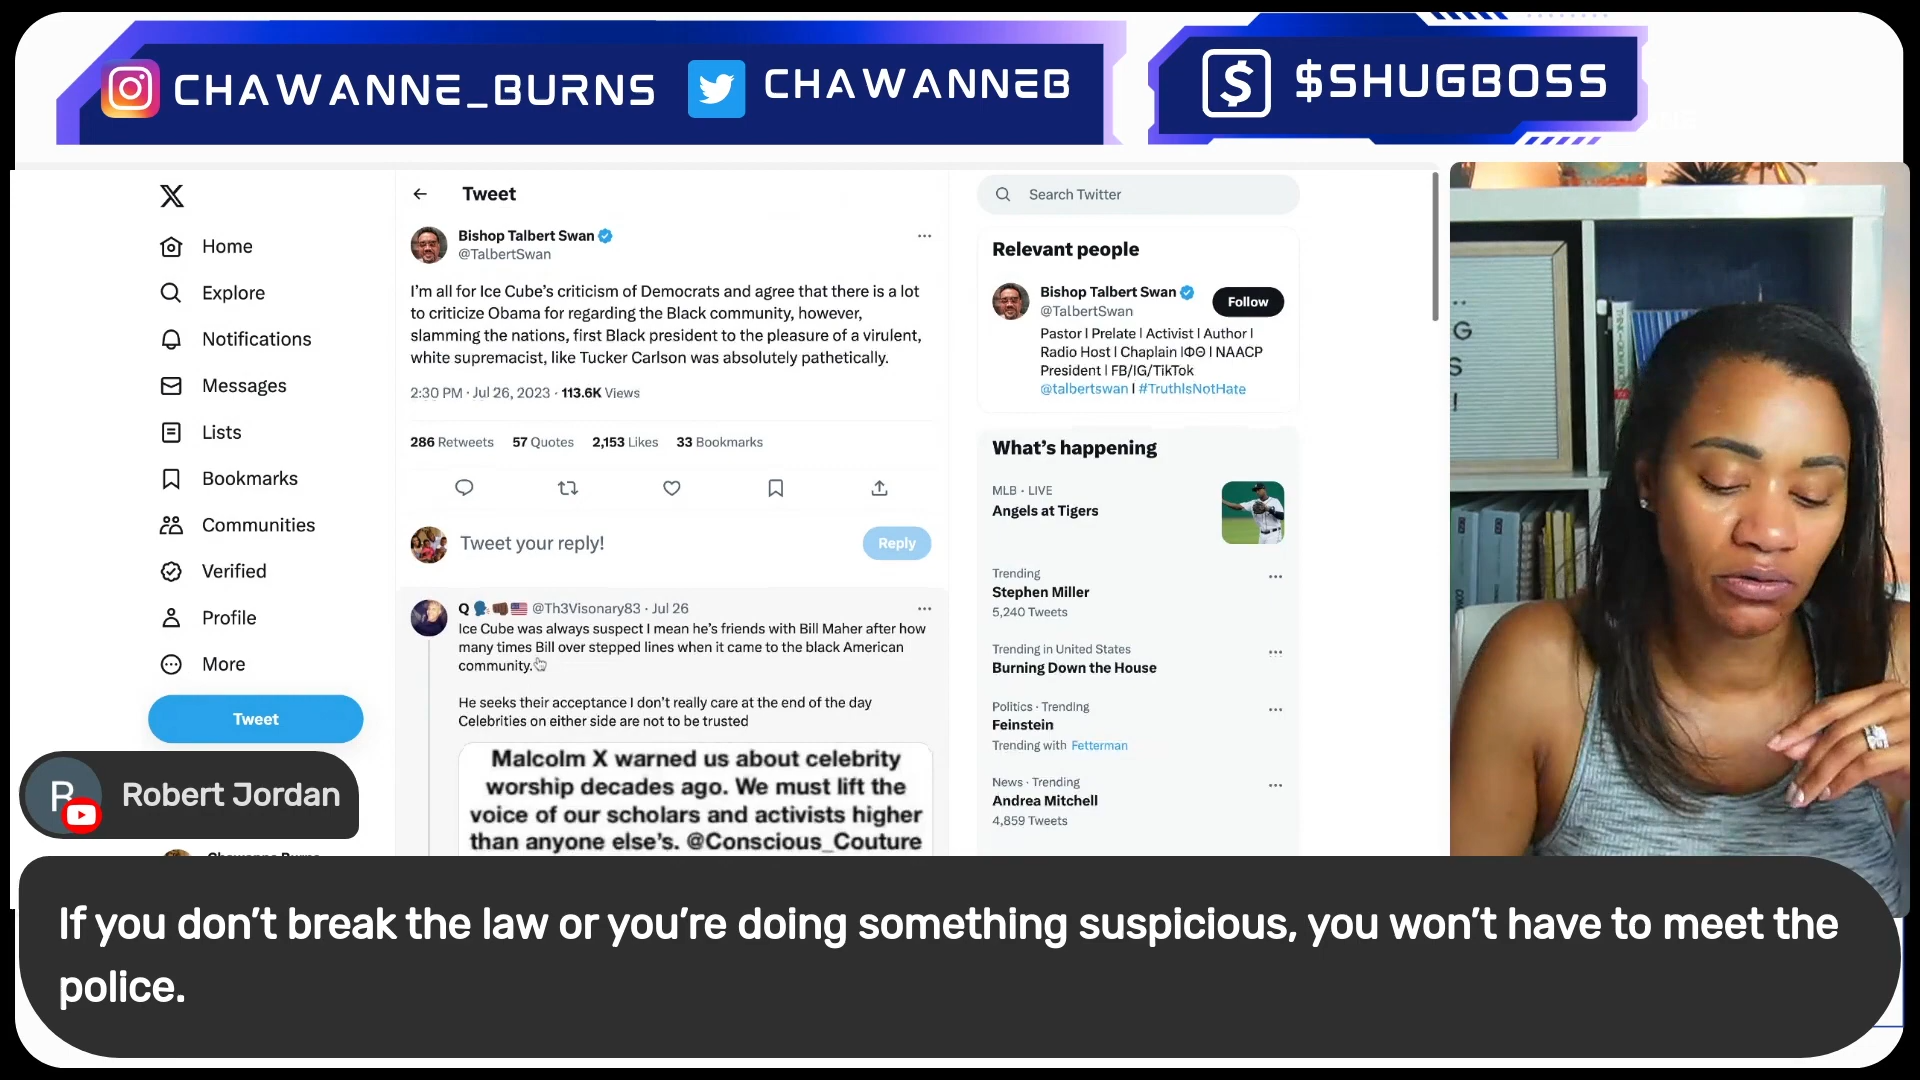 CHAWANNE_BURNS
CHAWANNEB
$SHUGBOSS
Home
Explore
Notifications
Messages
Lists
Bookmarks
Communities
Verified
Profile
More
Tweet
Tweet
Bishop Talbert Swan
@TalbertSwan
I'm all for Ice Cube's criticism of Democrats and agree that there is a lot
to criticize Obama for regarding the Black community, however,
slamming the nations, first Black president to the pleasure of a virulent,
white supremacist, like Tucker Carlson was absolutely pathetically.
2:30 PM · Jul 26, 2023 · 113.6K Views
286 Retweets 57 Quotes 2,153 Likes 33 Bookmarks
Tweet your reply!
Reply
Q 🗣️ 🇺🇸 @Th3Visonary83 · Jul 26
Ice Cube was always suspect I mean he's friends with Bill Maher after how
many times Bill over stepped lines when it came to the black American
community.
He seeks their acceptance I don't really care at the end of the day
Celebrities on either side are not to be trusted
Malcolm X warned us about celebrity
worship decades ago. We must lift the
voice of our scholars and activists higher
than anyone else's. @Conscious_Couture
Search Twitter
Relevant people
Bishop Talbert Swan
@TalbertSwan
Follow
Pastor l Prelate l Activist l Author l
Radio Host l Chaplain lΦΘ l NAACP
President l FB/IG/TikTok
@talbertswan l #TruthIsNotHate
What's happening
MLB · LIVE
Angels at Tigers
Trending
Stephen Miller
5,240 Tweets
Trending in United States
Burning Down the House
Politics · Trending
Feinstein
Trending with Fetterman
News · Trending
Andrea Mitchell
4,859 Tweets
R
Robert Jordan
If you don't break the law or you're doing something suspicious, you won't have to meet the
police.